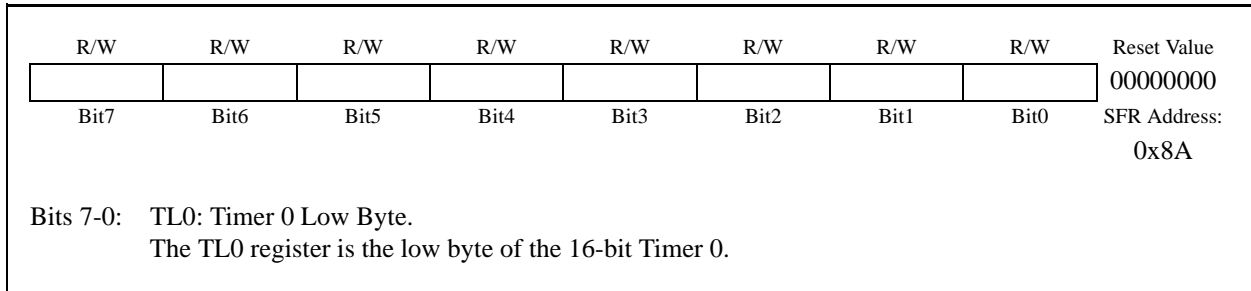 R/W R/W R/W R/W R/W R/W R/W R/W Reset Value
00000000
Bit7 Bit6 Bit5 Bit4 Bit3 Bit2 Bit1 Bit0 SFR Address:
0x8A
Bits 7-0: TL0: Timer 0 Low Byte.
The TL0 register is the low byte of the 16-bit Timer 0.